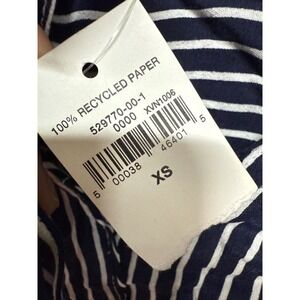 100% RECYCLED PAPER
529770-00-1
0000 XVN1006
5 00038 46401 5
XS